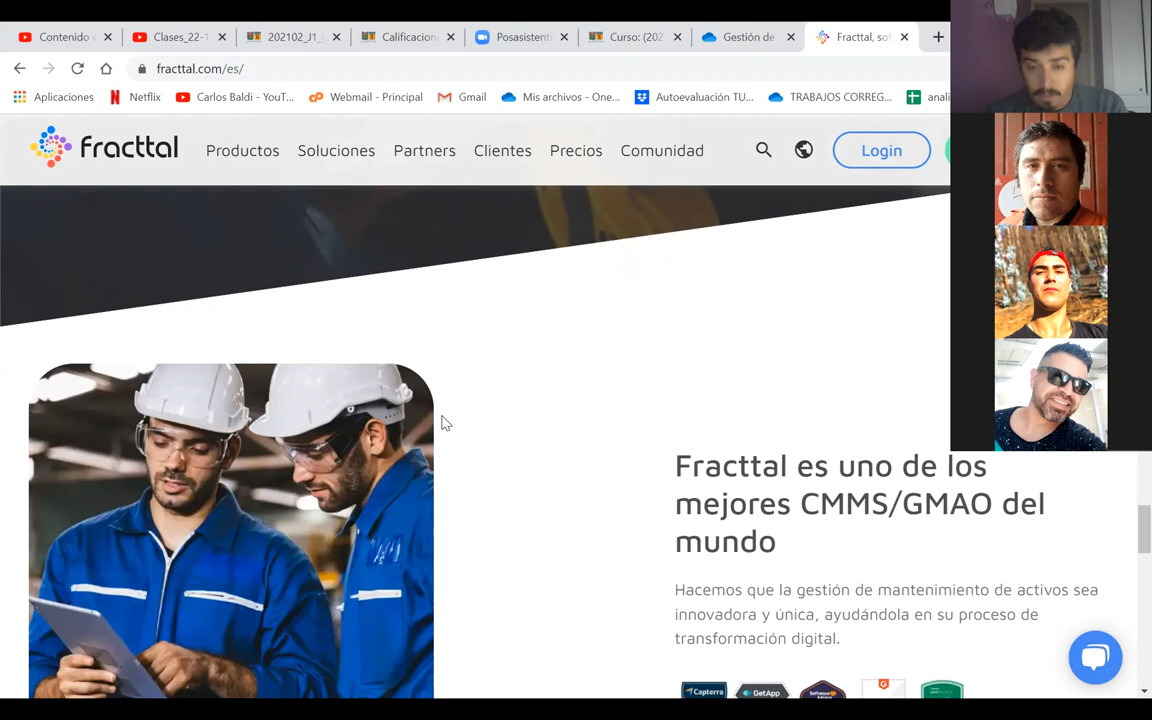 Contenido
Clases_22-1
202102_J1_
Calificacion
Posasistent
Curso: (202
Gestión de
Fracttal, sof
fracttal.com/es/
Aplicaciones
Netflix
Carlos Baldi - YouT...
Webmail - Principal
Gmail
Mis archivos - One...
Autoevaluación TU...
TRABAJOS CORREG...
anali
fracttal
Productos
Soluciones
Partners
Clientes
Precios
Comunidad
Login
Fracttal es uno de los
mejores CMMS/GMAO del
mundo
Hacemos que la gestión de mantenimiento de activos sea
innovadora y única, ayudándola en su proceso de
transformación digital.
Capterra
GetApp